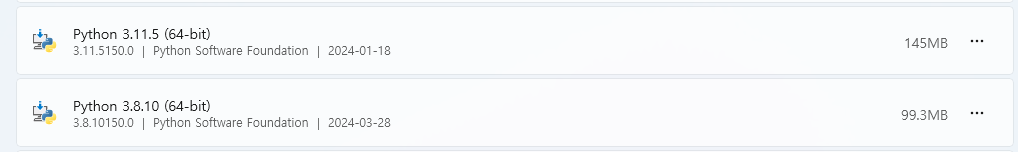 Python 3.11.5 (64-bit)
3.11.5150.0 | Python Software Foundation | 2024-01-18
145MB
Python 3.8.10 (64-bit)
3.8.10150.0 | Python Software Foundation | 2024-03-28
99.3MB